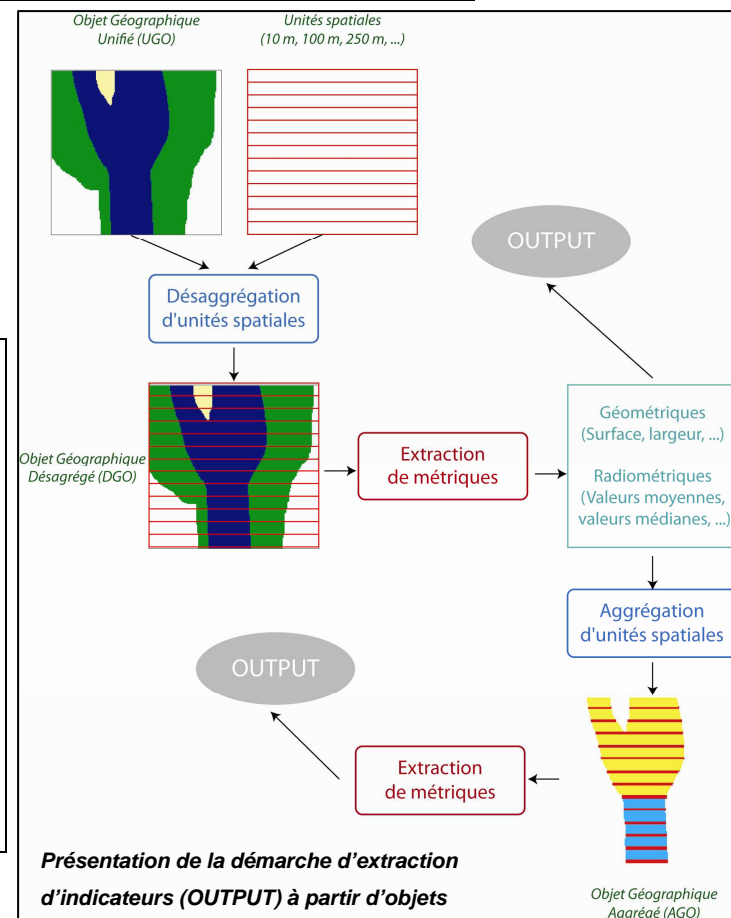 Objet Géographique
Unifié (UGO)
Unités spatiales
(10 m, 100 m, 250 m, ...)
OUTPUT
Désaggrégation
d'unités spatiales
Objet Géographique
Désagrégé (DGO)
Extraction
de métriques
Géométriques
(Surface, largeur, ...)
Radiométriques
(Valeurs moyennes,
valeurs médianes, ...)
Aggrégation
d'unités spatiales
OUTPUT
Extraction
de métriques
Objet Géographique
Aggrégé (AGO)
Présentation de la démarche d’extraction
d’indicateurs (OUTPUT) à partir d’objets